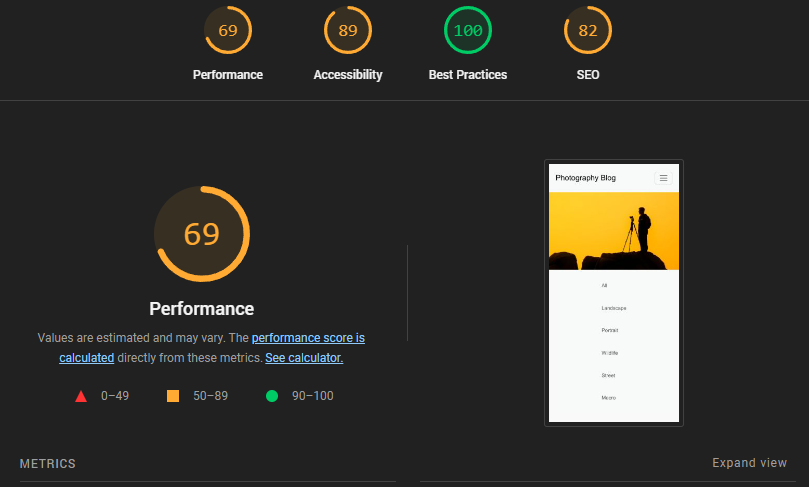 69 89 100 82
Performance Accessibility Best Practices SEO
69
Performance
Values are estimated and may vary. The performance score is
calculated directly from these metrics. See calculator.
0–49 50–89 90–100
Photography Blog
All
Landscape
Portrait
Wildlife
Street
Macro
METRICS
Expand view